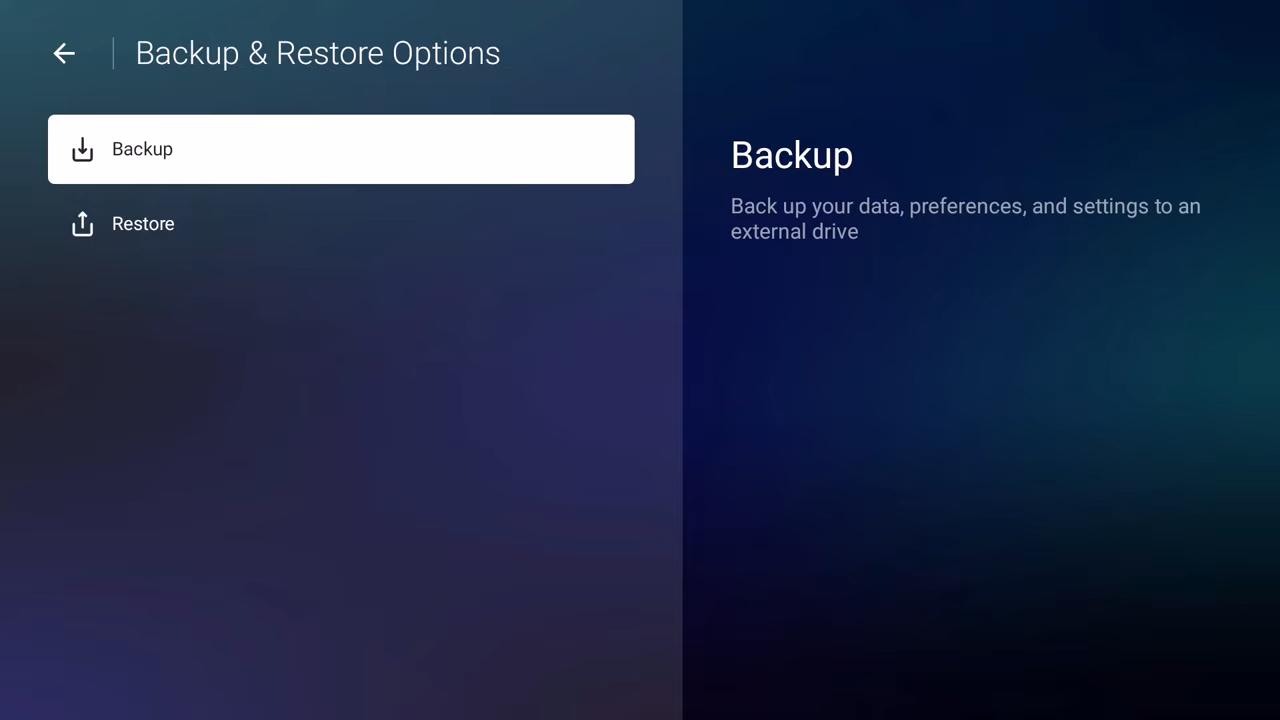 Backup & Restore Options
Backup
Restore
Backup
Back up your data, preferences, and settings to an
external drive